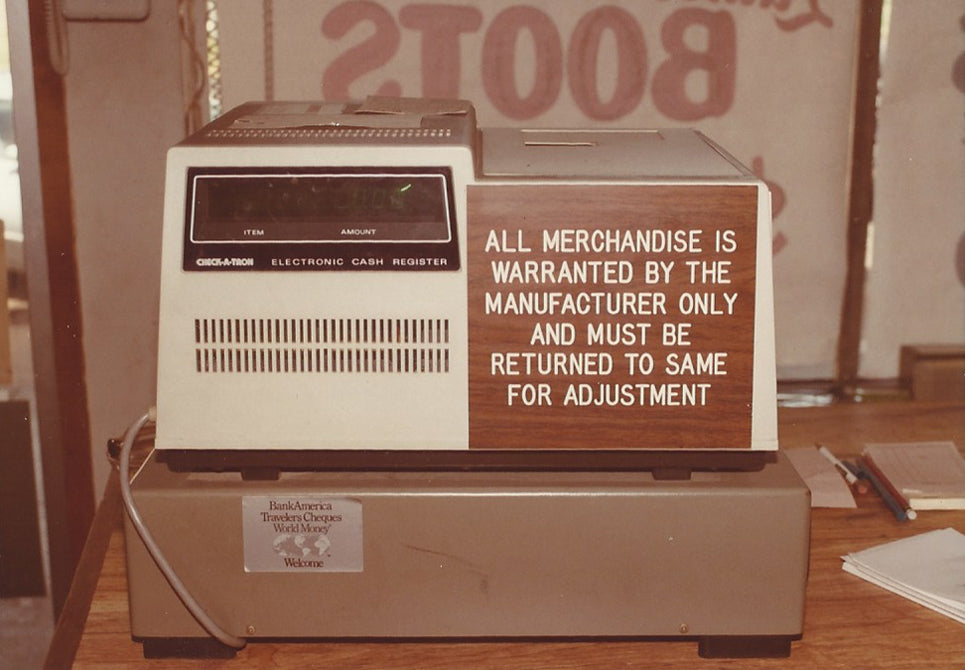 BOOTS
ITEM AMOUNT
CHECK-A-TRON ELECTRONIC CASH REGISTER
ALL MERCHANDISE IS
WARRANTED BY THE
MANUFACTURER ONLY
AND MUST BE
RETURNED TO SAME
FOR ADJUSTMENT
BankAmerica
Travelers Cheques
World Money
Welcome